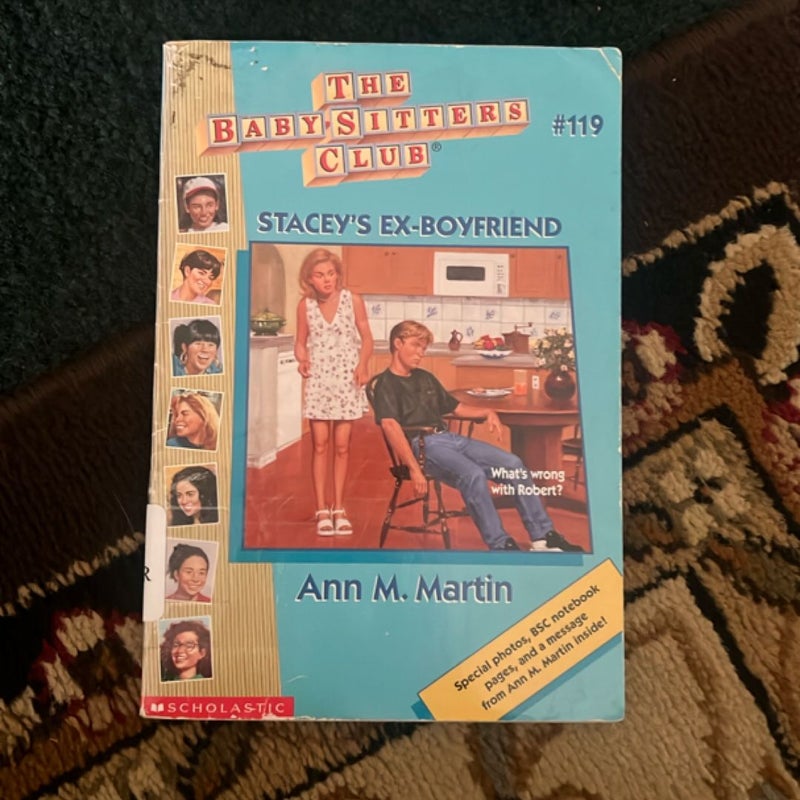 THE
BABY-SITTERS
CLUB®
#119
STACEY'S EX-BOYFRIEND
What's wrong
with Robert?
Ann M. Martin
Special photos, BSC notebook
pages, and a message
from Ann M. Martin inside!
R
SCHOLASTIC